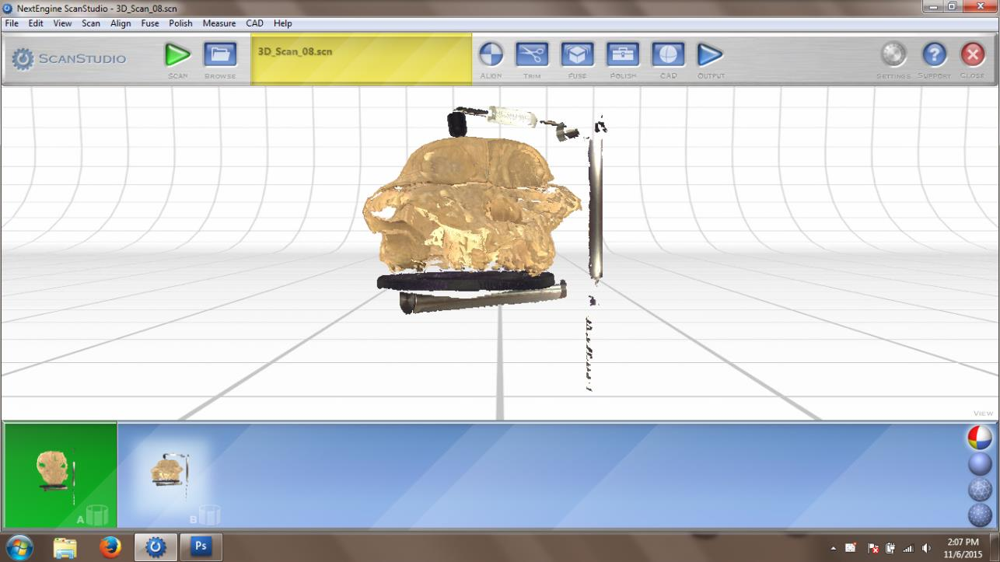 NextEngine ScanStudio - 3D_Scan_08.scn
File Edit View Scan Align Fuse Polish Measure CAD Help
SCANSTUDIO
SCAN
BROWSE
3D_Scan_08.scn
ALIGN
TRIM
FUSE
POLISH
CAD
OUTPUT
SETTINGS
SUPPORT
CLOSE
VIEW
A
B
Ps
2:07 PM
11/6/2015